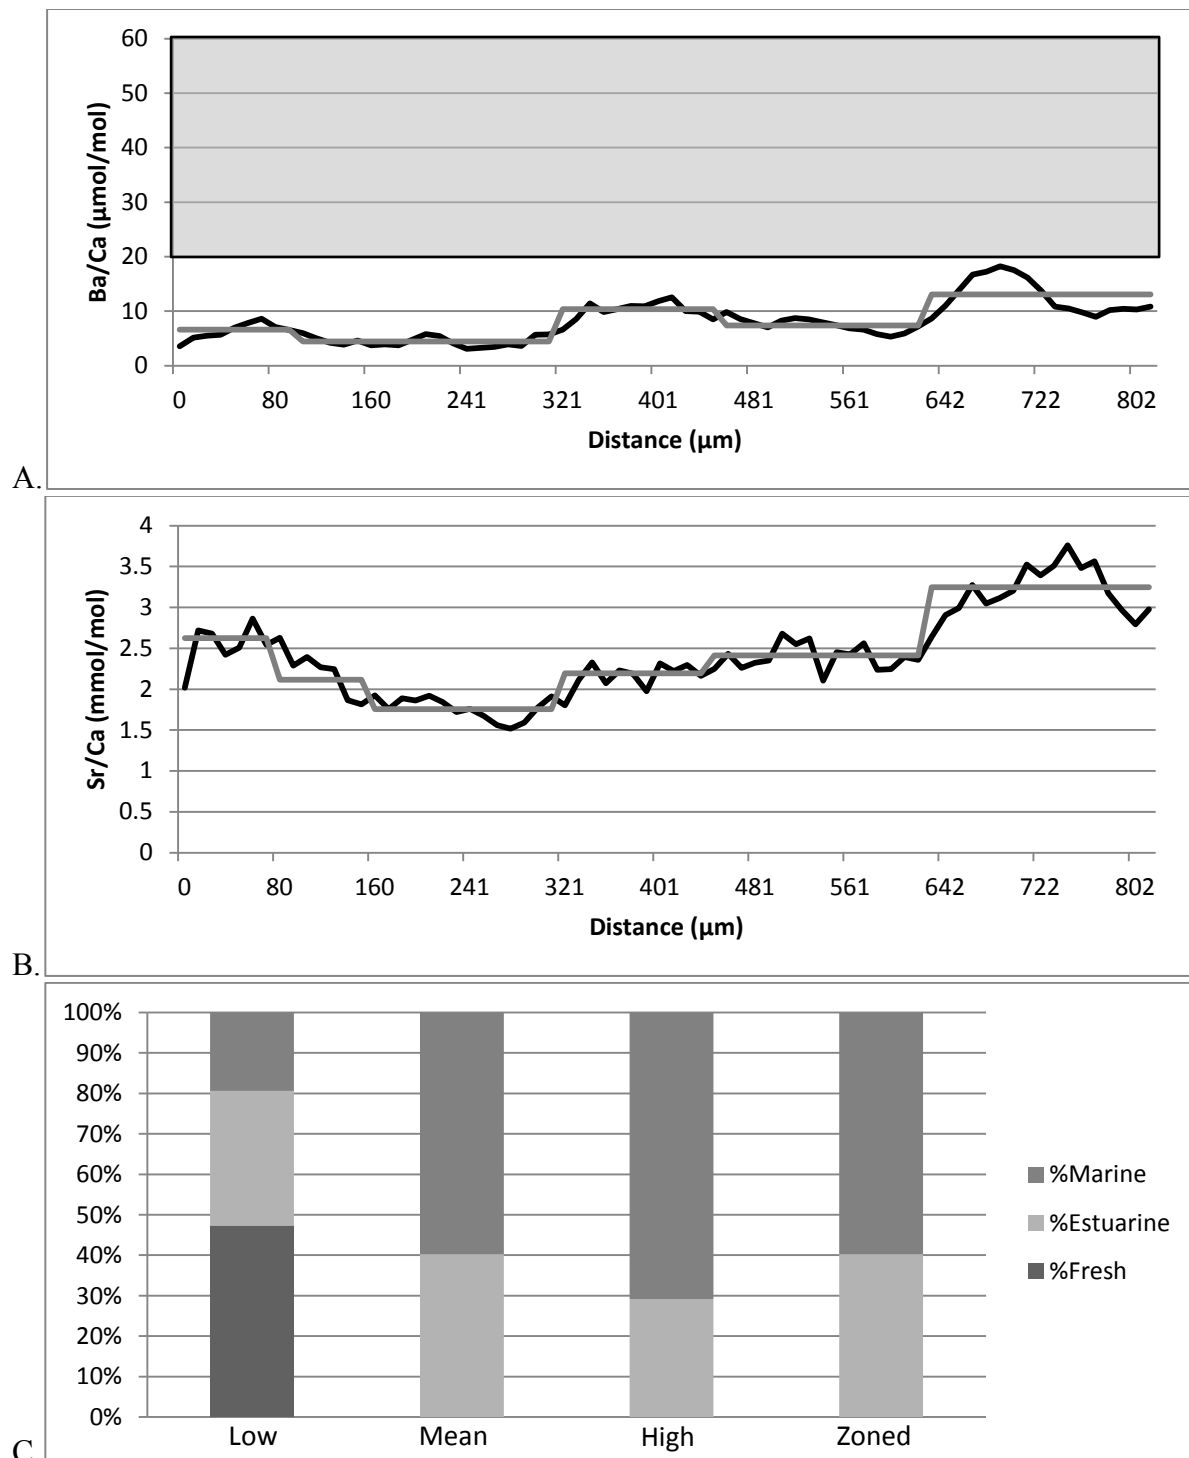 60
50
40
30
20
10
0
Ba/Ca (µmol/mol)
0 80 160 241 321 401 481 561 642 722 802
Distance (µm)
A.
4
3.5
3
2.5
2
1.5
1
0.5
0
Sr/Ca (mmol/mol)
0 80 160 241 321 401 481 561 642 722 802
Distance (µm)
B.
100%
90%
80%
70%
60%
50%
40%
30%
20%
10%
0%
Low Mean High Zoned
%Marine
%Estuarine
%Fresh
C